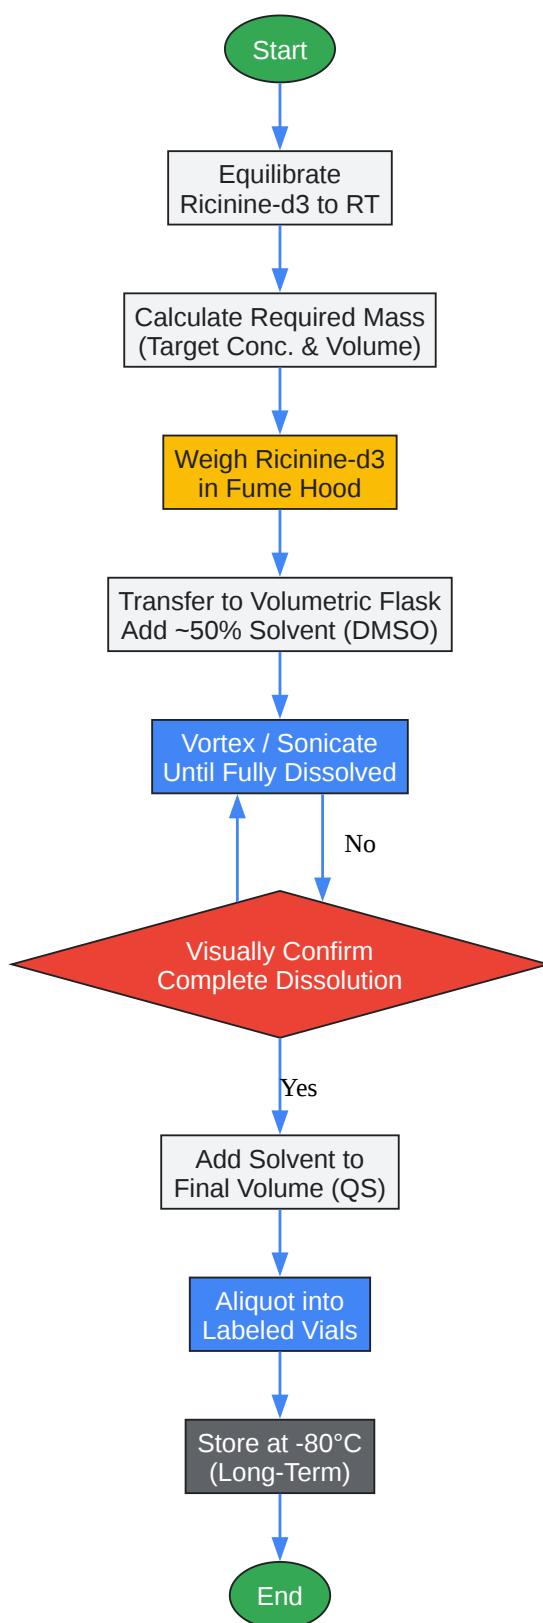 Start
Equilibrate
Ricinine-d3 to RT
Calculate Required Mass
(Target Conc. & Volume)
Weigh Ricinine-d3
in Fume Hood
Transfer to Volumetric Flask
Add ~50% Solvent (DMSO)
Vortex / Sonicate
Until Fully Dissolved
No
Visually Confirm
Complete Dissolution
Yes
Add Solvent to
Final Volume (QS)
Aliquot into
Labeled Vials
Store at -80°C
(Long-Term)
End